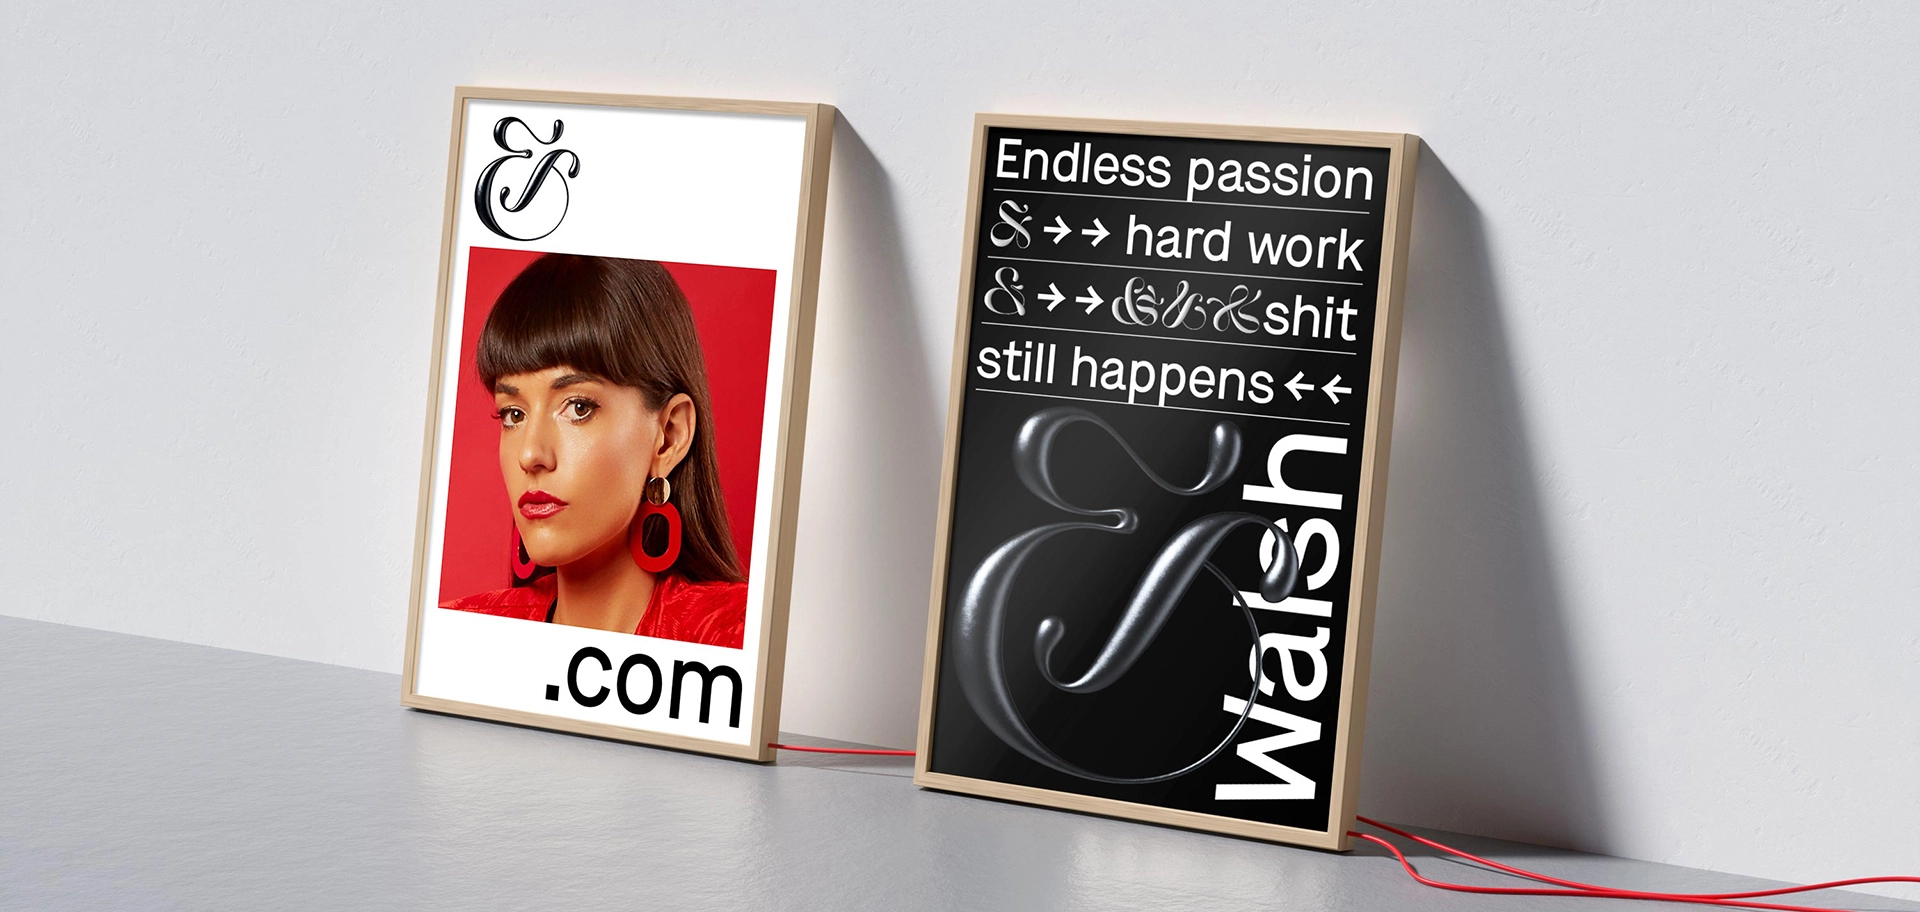 &
.com
Endless passion
& →→ hard work
& →→ &&& shit
still happens ←←
&
Walsh